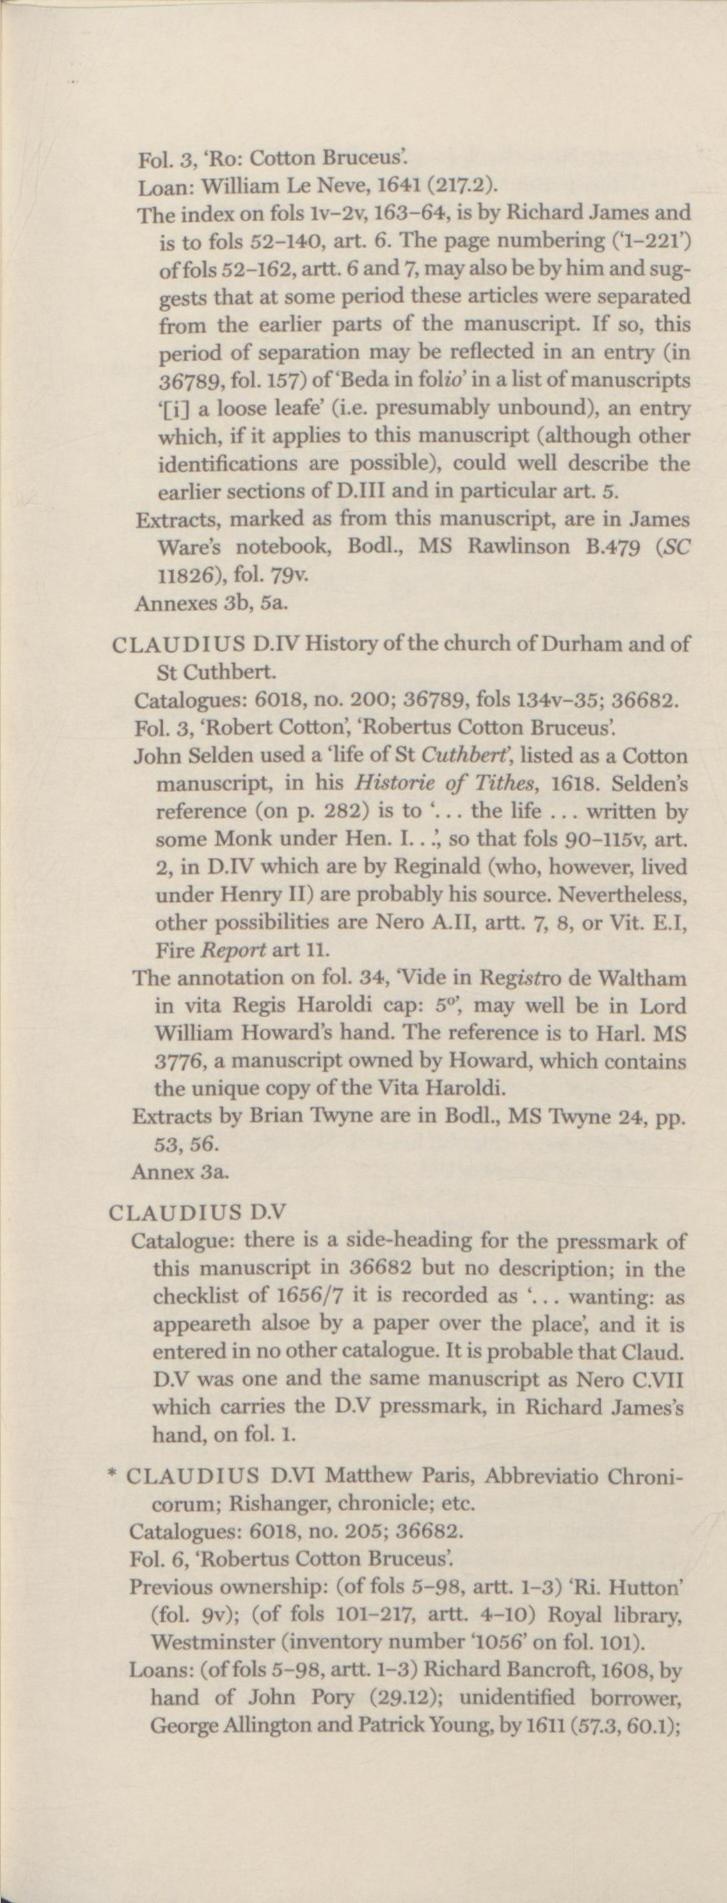 Fol. 3, ‘Ro: Cotton Bruceus’.
Loan: William Le Neve, 1641 (217.2).
The index on fols 1v–2v, 163–64, is by Richard James and
is to fols 52–140, art. 6. The page numbering (‘1–221’)
of fols 52–162, artt. 6 and 7, may also be by him and sug-
gests that at some period these articles were separated
from the earlier parts of the manuscript. If so, this
period of separation may be reflected in an entry (in
36789, fol. 157) of ‘Beda in folio’ in a list of manuscripts
‘[i] a loose leafe’ (i.e. presumably unbound), an entry
which, if it applies to this manuscript (although other
identifications are possible), could well describe the
earlier sections of D.III and in particular art. 5.
Extracts, marked as from this manuscript, are in James
Ware’s notebook, Bodl., MS Rawlinson B.479 (SC
11826), fol. 79v.
Annexes 3b, 5a.
CLAUDIUS D.IV History of the church of Durham and of
St Cuthbert.
Catalogues: 6018, no. 200; 36789, fols 134v–35; 36682.
Fol. 3, ‘Robert Cotton’, ‘Robertus Cotton Bruceus’.
John Selden used a ‘life of St Cuthbert’, listed as a Cotton
manuscript, in his Historie of Tithes, 1618. Selden’s
reference (on p. 282) is to ‘... the life ... written by
some Monk under Hen. I...’, so that fols 90–115v, art.
2, in D.IV which are by Reginald (who, however, lived
under Henry II) are probably his source. Nevertheless,
other possibilities are Nero A.II, artt. 7, 8, or Vit. E.I,
Fire Report art 11.
The annotation on fol. 34, ‘Vide in Registro de Waltham
in vita Regis Haroldi cap: 5º’, may well be in Lord
William Howard’s hand. The reference is to Harl. MS
3776, a manuscript owned by Howard, which contains
the unique copy of the Vita Haroldi.
Extracts by Brian Twyne are in Bodl., MS Twyne 24, pp.
53, 56.
Annex 3a.
CLAUDIUS D.V
Catalogue: there is a side-heading for the pressmark of
this manuscript in 36682 but no description; in the
checklist of 1656/7 it is recorded as ‘... wanting: as
appeareth alsoe by a paper over the place’, and it is
entered in no other catalogue. It is probable that Claud.
D.V was one and the same manuscript as Nero C.VII
which carries the D.V pressmark, in Richard James’s
hand, on fol. 1.
* CLAUDIUS D.VI Matthew Paris, Abbreviatio Chroni-
corum; Rishanger, chronicle; etc.
Catalogues: 6018, no. 205; 36682.
Fol. 6, ‘Robertus Cotton Bruceus’.
Previous ownership: (of fols 5–98, artt. 1–3) ‘Ri. Hutton’
(fol. 9v); (of fols 101–217, artt. 4–10) Royal library,
Westminster (inventory number ‘1056’ on fol. 101).
Loans: (of fols 5–98, artt. 1–3) Richard Bancroft, 1608, by
hand of John Pory (29.12); unidentified borrower,
George Allington and Patrick Young, by 1611 (57.3, 60.1);